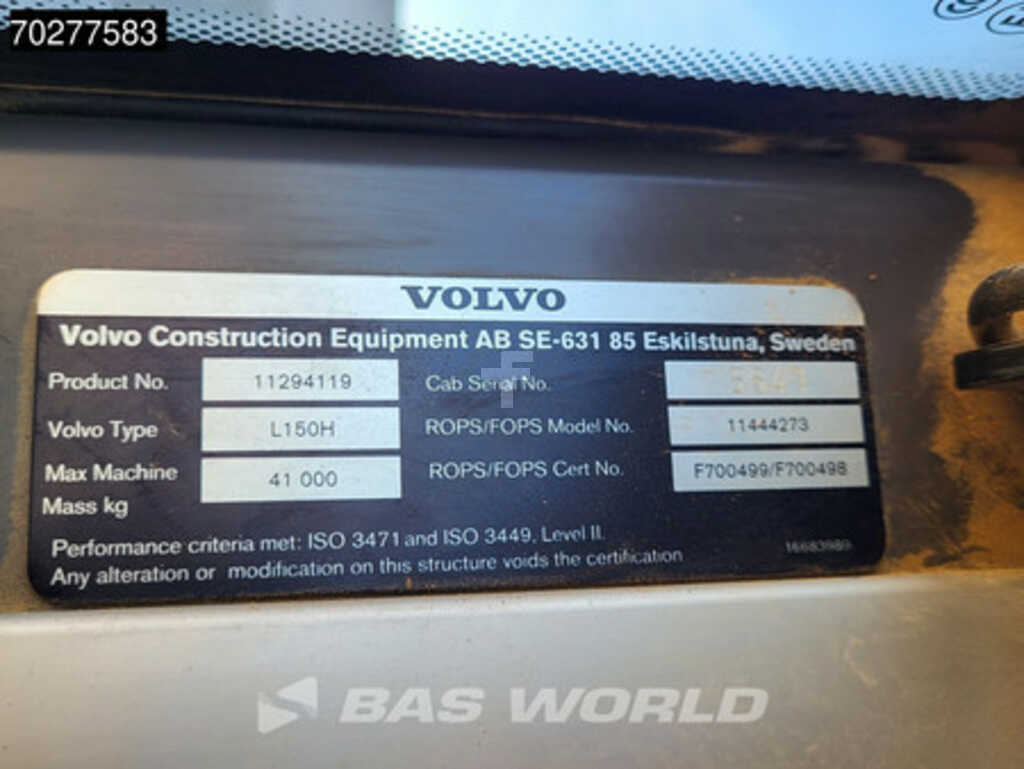 70277583
VOLVO
Volvo Construction Equipment AB SE-631 85 Eskilstuna, Sweden
Product No. 11294119 Cab Serial No.
Volvo Type L150H ROPS/FOPS Model No. 11444273
Max Machine Mass kg 41 000 ROPS/FOPS Cert No. F700499/F700498
Performance criteria met: ISO 3471 and ISO 3449, Level II.
Any alteration or modification on this structure voids the certification
BAS WORLD